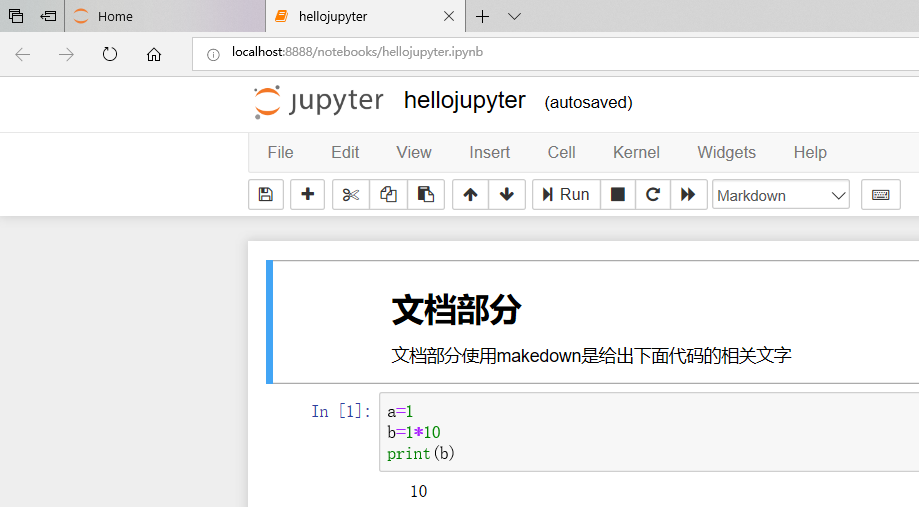 Home
hellojupyter
localhost:8888/notebooks/hellojupyter.ipynb
jupyter hellojupyter (autosaved)
File Edit View Insert Cell Kernel Widgets Help
Run Markdown
文档部分
文档部分使用makedown是给出下面代码的相关文字
In [1]: a=1
b=1*10
print(b)
10